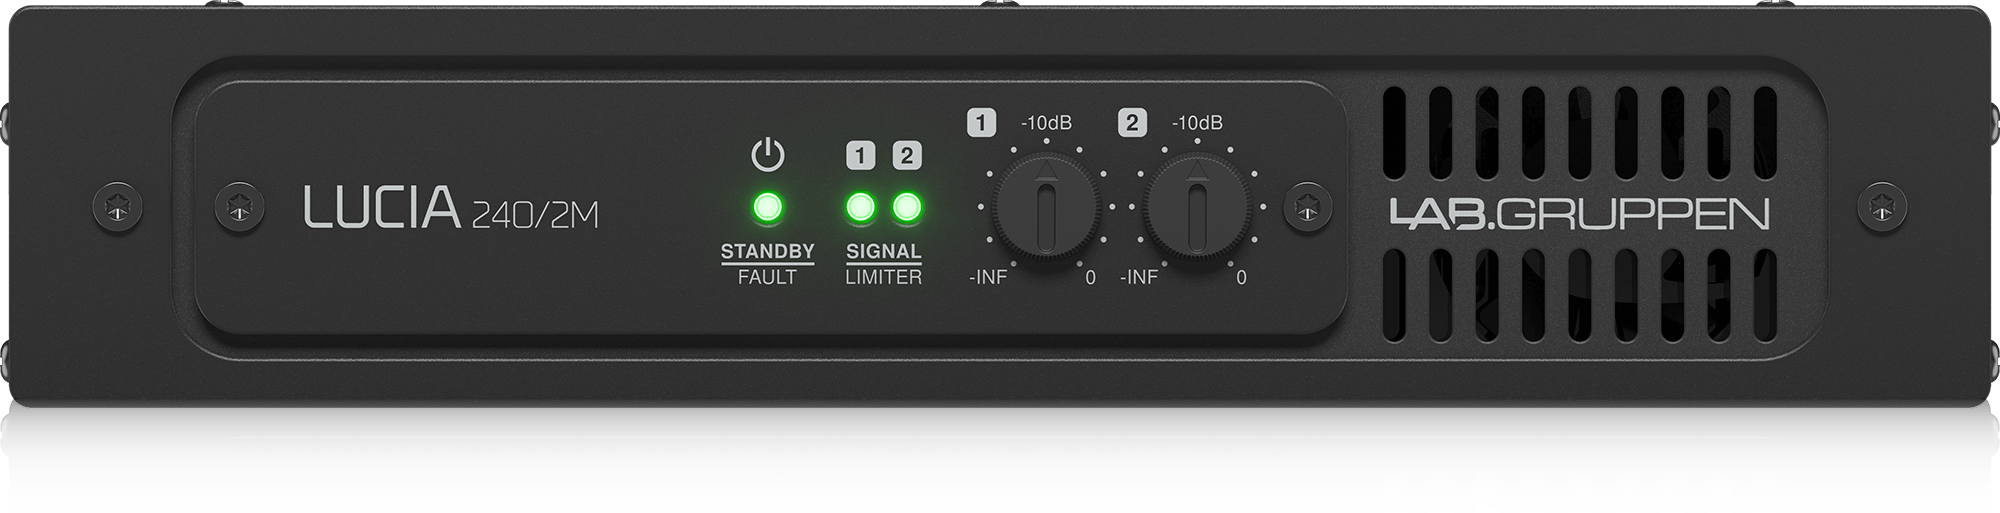 LUCIA 240/2M
STANDBY
FAULT
1 2
SIGNAL
LIMITER
1 -10dB
-INF 0
2 -10dB
-INF 0
LAB.GRUPPEN